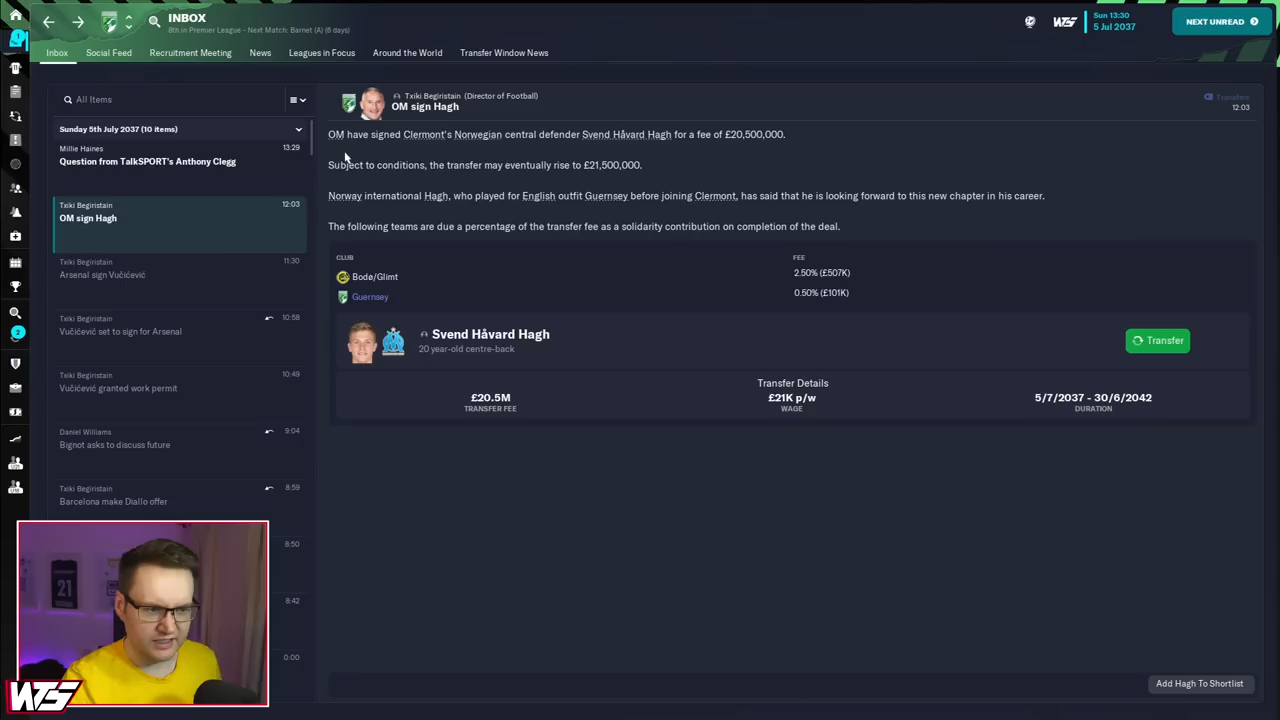 INBOX
8th in Premier League - Next Match: Barnet (A) (6 days)
WTS
Sun 13:30
5 Jul 2037
NEXT UNREAD
Inbox
Social Feed
Recruitment Meeting
News
Leagues in Focus
Around the World
Transfer Window News
All Items
Sunday 5th July 2037 (10 items)
Millie Haines
13:29
Question from TalkSPORT's Anthony Clegg
Txiki Begiristain
12:03
OM sign Hagh
Txiki Begiristain
11:30
Arsenal sign Vučićević
Txiki Begiristain
10:58
Vučićević set to sign for Arsenal
Txiki Begiristain
10:49
Vučićević granted work permit
Daniel Williams
9:04
Bignot asks to discuss future
Txiki Begiristain
8:59
Barcelona make Diallo offer
8:50
8:42
0:00
Txiki Begiristain (Director of Football)
OM sign Hagh
Transfers
12:03
OM have signed Clermont's Norwegian central defender Svend Håvard Hagh for a fee of £20,500,000.
Subject to conditions, the transfer may eventually rise to £21,500,000.
Norway international Hagh, who played for English outfit Guernsey before joining Clermont, has said that he is looking forward to this new chapter in his career.
The following teams are due a percentage of the transfer fee as a solidarity contribution on completion of the deal.
CLUB
FEE
Bodø/Glimt
2.50% (£507K)
Guernsey
0.50% (£101K)
Svend Håvard Hagh
20 year-old centre-back
Transfer
Transfer Details
£20.5M
£21K p/w
5/7/2037 - 30/6/2042
TRANSFER FEE
WAGE
DURATION
Add Hagh To Shortlist
2
21
WTS